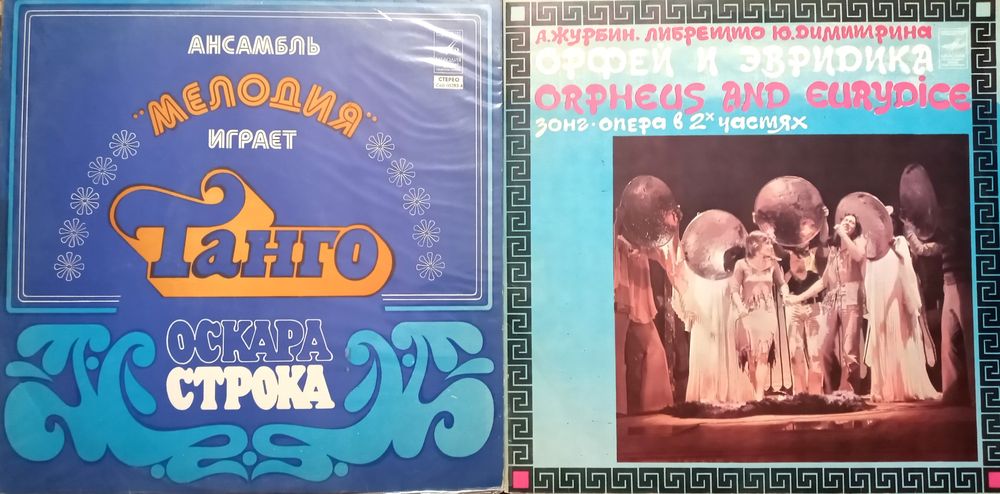 АНСАМБЛЬ
"МЕЛОДИЯ"
ИГРАЕТ
Танго
ОСКАРА
СТРОКА
МЕЛОДИЯ
СТЕРЕО
А.ЖУРБИН. ЛИБРЕТТО Ю.ДИМИТРИНА
ОРФЕЙ И ЭВРИДИКА
ORPHEUS AND EURYDICE
ЗОНГ-ОПЕРА В 2Х ЧАСТЯХ